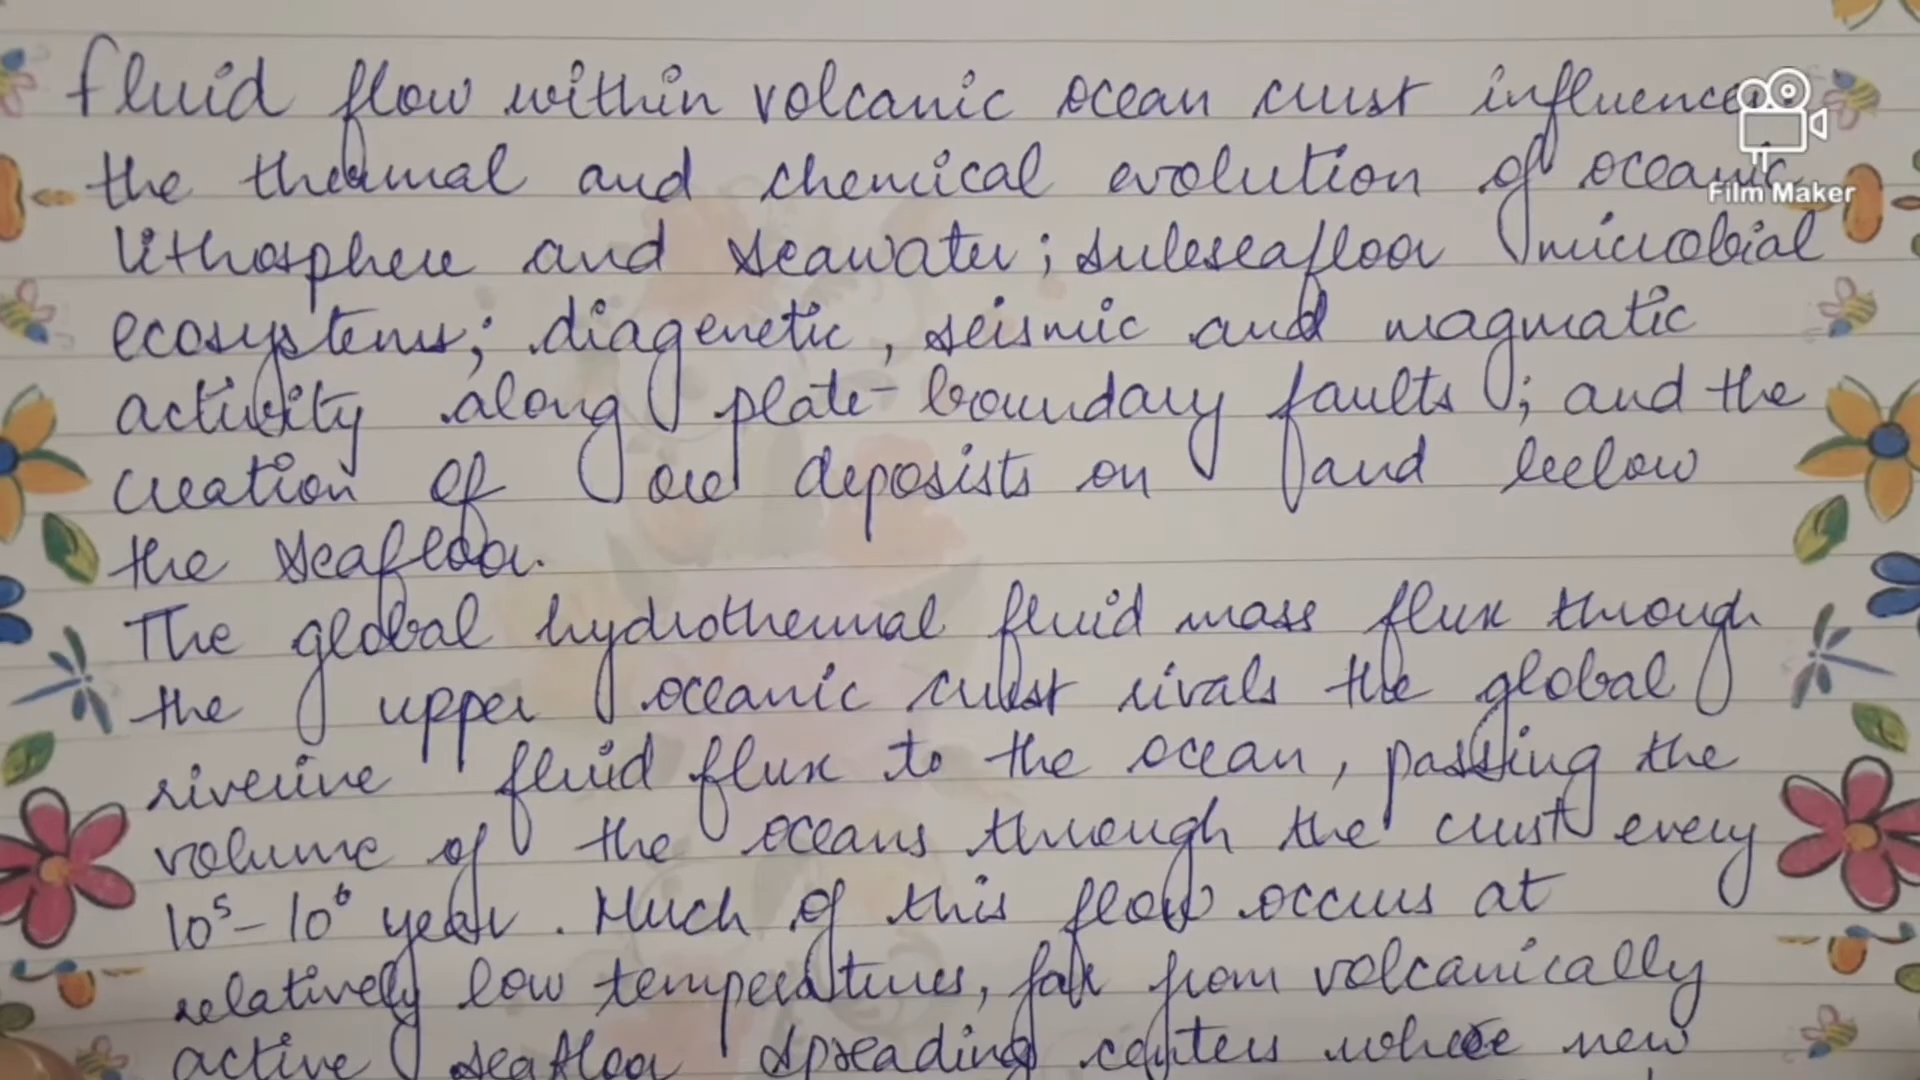 fluid flow within volcanic ocean crust influences
the thermal and chemical evolution of oceanic
lithosphere and seawater; subseafloor microbial
ecosystems; diagenetic, seismic and magmatic
activity along plate-boundary faults; and the
creation of ore deposists on and below
the seafloor.
The global hydrothermal fluid mass flux through
the upper oceanic crust rivals the global
riverine fluid flux to the ocean, passing the
volume of the oceans through the crust every
10⁵-10⁶ year. Much of this flow occurs at
relatively low temperatures, far from volcanically
active seafloor spreading centers where new
Film Maker